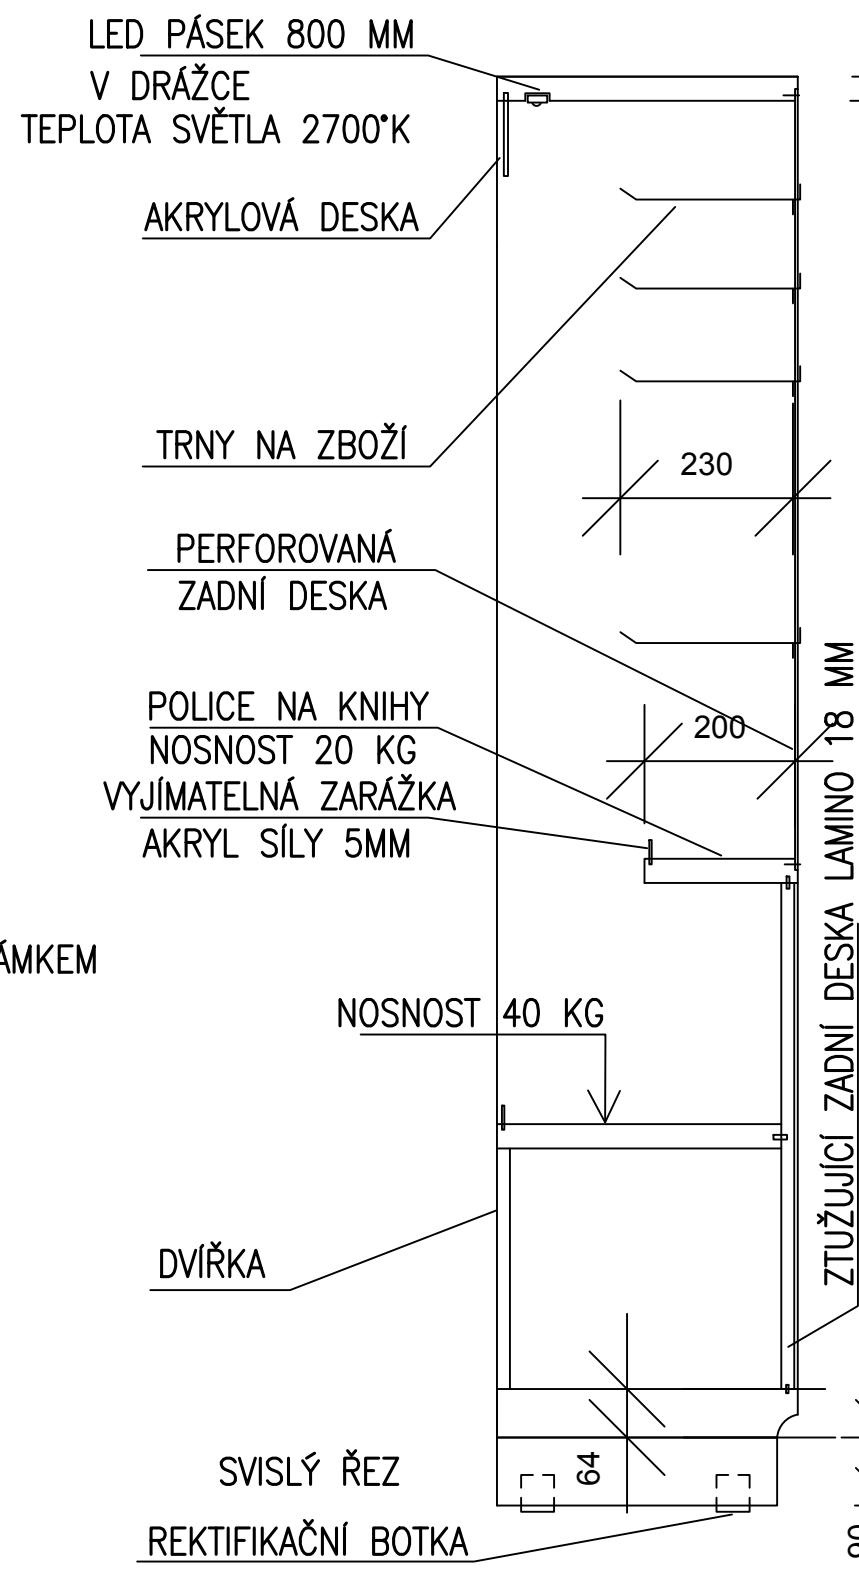 LED PÁSEK 800 MM
V DRÁŽCE
TEPLOTA SVĚTLA 2700°K
AKRYLOVÁ DESKA
TRNY NA ZBOŽÍ
230
PERFOROVANÁ
ZADNÍ DESKA
POLICE NA KNIHY
200
NOSNOST 20 KG
VYJÍMATELNÁ ZARÁŽKA
AKRYL SÍLY 5MM
ZTUŽUJÍCÍ ZADNÍ DESKA LAMINO 18 MM
ÁMKEM
NOSNOST 40 KG
DVÍŘKA
64
SVISLÝ ŘEZ
REKTIFIKAČNÍ BOTKA